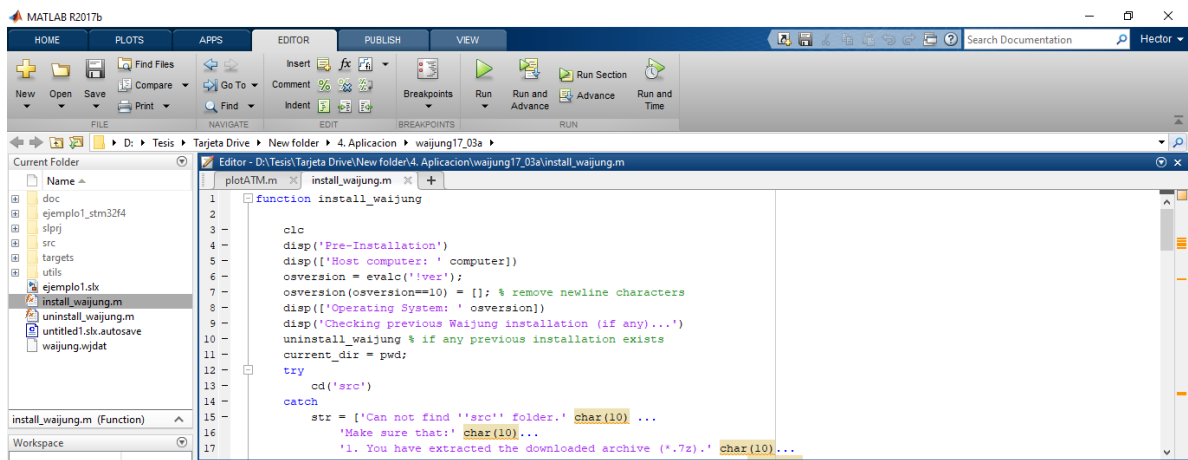 MATLAB R2017b
HOME PLOTS APPS EDITOR PUBLISH VIEW
Search Documentation
Hector
New
Open
Save
Find Files
Compare
Print
FILE
Go To
Find
NAVIGATE
Insert fx
Comment
Indent
EDIT
Breakpoints
BREAKPOINTS
Run
Run and Advance
Run Section
Advance
Run and Time
RUN
D: ▸ Tesis ▸ Tarjeta Drive ▸ New folder ▸ 4. Aplicacion ▸ waijung17_03a ▸
Current Folder
Name
doc
ejemplo1_stm32f4
slprj
src
targets
utils
ejemplo1.slx
install_waijung.m
uninstall_waijung.m
untitled1.slx.autosave
waijung.wjdat
install_waijung.m (Function)
Workspace
Editor - D:\Tesis\Tarjeta Drive\New folder\4. Aplicacion\waijung17_03a\install_waijung.m
plotATM.m × install_waijung.m × +
1 function install_waijung
2
3 – clc
4 – disp('Pre-Installation')
5 – disp(['Host computer: ' computer])
6 – osversion = evalc('!ver');
7 – osversion(osversion==10) = []; % remove newline characters
8 – disp(['Operating System: ' osversion])
9 – disp('Checking previous Waijung installation (if any)...')
10 – uninstall_waijung % if any previous installation exists
11 – current_dir = pwd;
12 – try
13 – cd('src')
14 – catch
15 – str = ['Can not find ''src'' folder.' char(10) ...
16 'Make sure that:' char(10)...
17 '1. You have extracted the downloaded archive (*.7z).' char(10)...